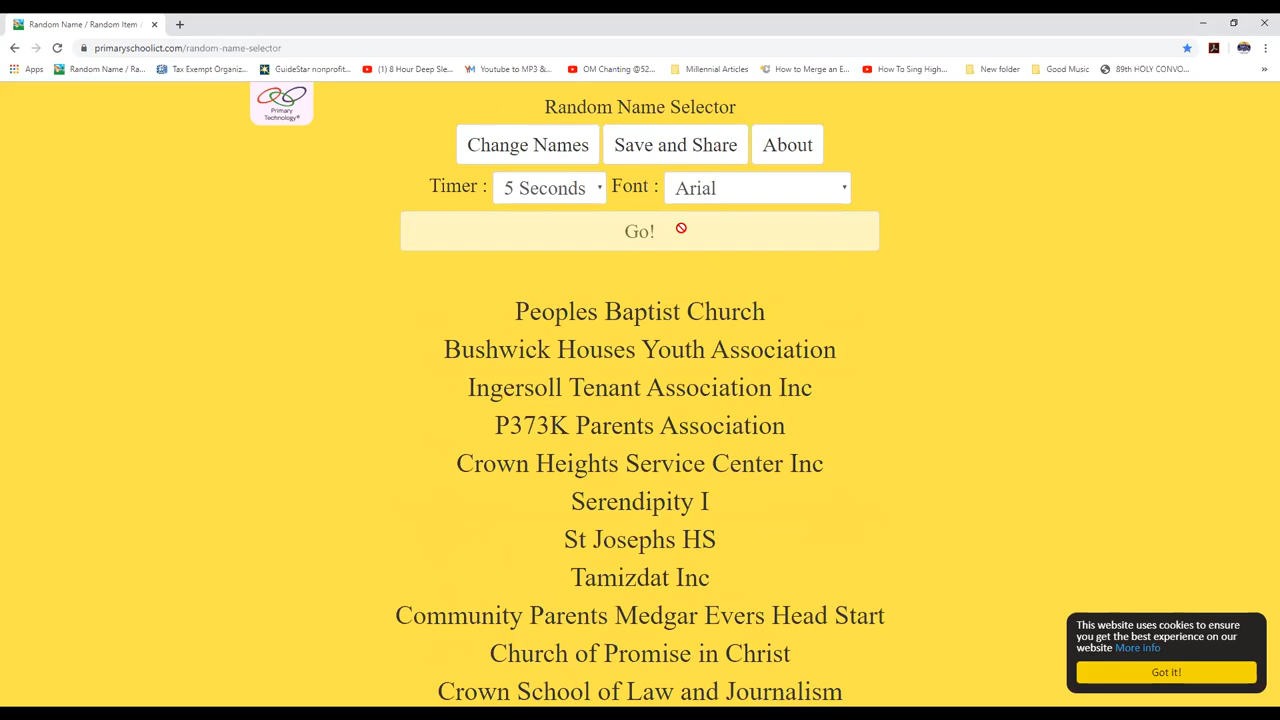 Random Name / Random Item /
primaryschoolict.com/random-name-selector
Apps
Random Name / Ra...
Tax Exempt Organiz...
GuideStar nonprofit...
(1) 8 Hour Deep Sle...
Youtube to MP3 &...
OM Chanting @52...
Millennial Articles
How to Merge an E...
How To Sing High...
New folder
Good Music
89th HOLY CONVO...
»
Primary
Technology®
Random Name Selector
Change Names
Save and Share
About
Timer : 5 Seconds Font : Arial
Go!
Peoples Baptist Church
Bushwick Houses Youth Association
Ingersoll Tenant Association Inc
P373K Parents Association
Crown Heights Service Center Inc
Serendipity I
St Josephs HS
Tamizdat Inc
Community Parents Medgar Evers Head Start
Church of Promise in Christ
Crown School of Law and Journalism
This website uses cookies to ensure
you get the best experience on our
website More info
Got it!